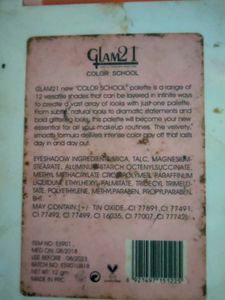 GLAM21
COLOR SCHOOL
GLAM21 new "COLOR SCHOOL" palette is a range of
12 versatile shades that can be layered in infinite ways
to create a vast array of looks with just one palette.
From subtle natural looks to dramatic statements and
bold glittering looks, this palette will become your new
essential for all your makeup routines. The velvety,
smooth formula delivers intense color pay off that lasts
day in and day out.
EYESHADOW INGREDIENTS: MICA, TALC, MAGNESIUM-
STEARATE, ALUMINUM STARCH OCTENYLSUCCINATE,
METHYL METHACRYLATE CROSSPOLYMER, PARAFFINUM
LIQUIDUM, ETHYLHEXYL PALMITATE, TRIDECYL TRIMELLI-
TATE, POLYETHYLENE, METHYLPARABEN, PROPYLPARABEN,
BHT.
MAY CONTAIN [+/-]: TIN OXIDE, CI 77891, CI 77491,
CI 77492, CI 77499, CI 16035, CI 77007, CI 77742
ITEM NO: ES901
MFG ON: 08/2018
USE BEFORE : 08/2023
BATCH NO:
NET WT: 12 gm
MADE IN PRC